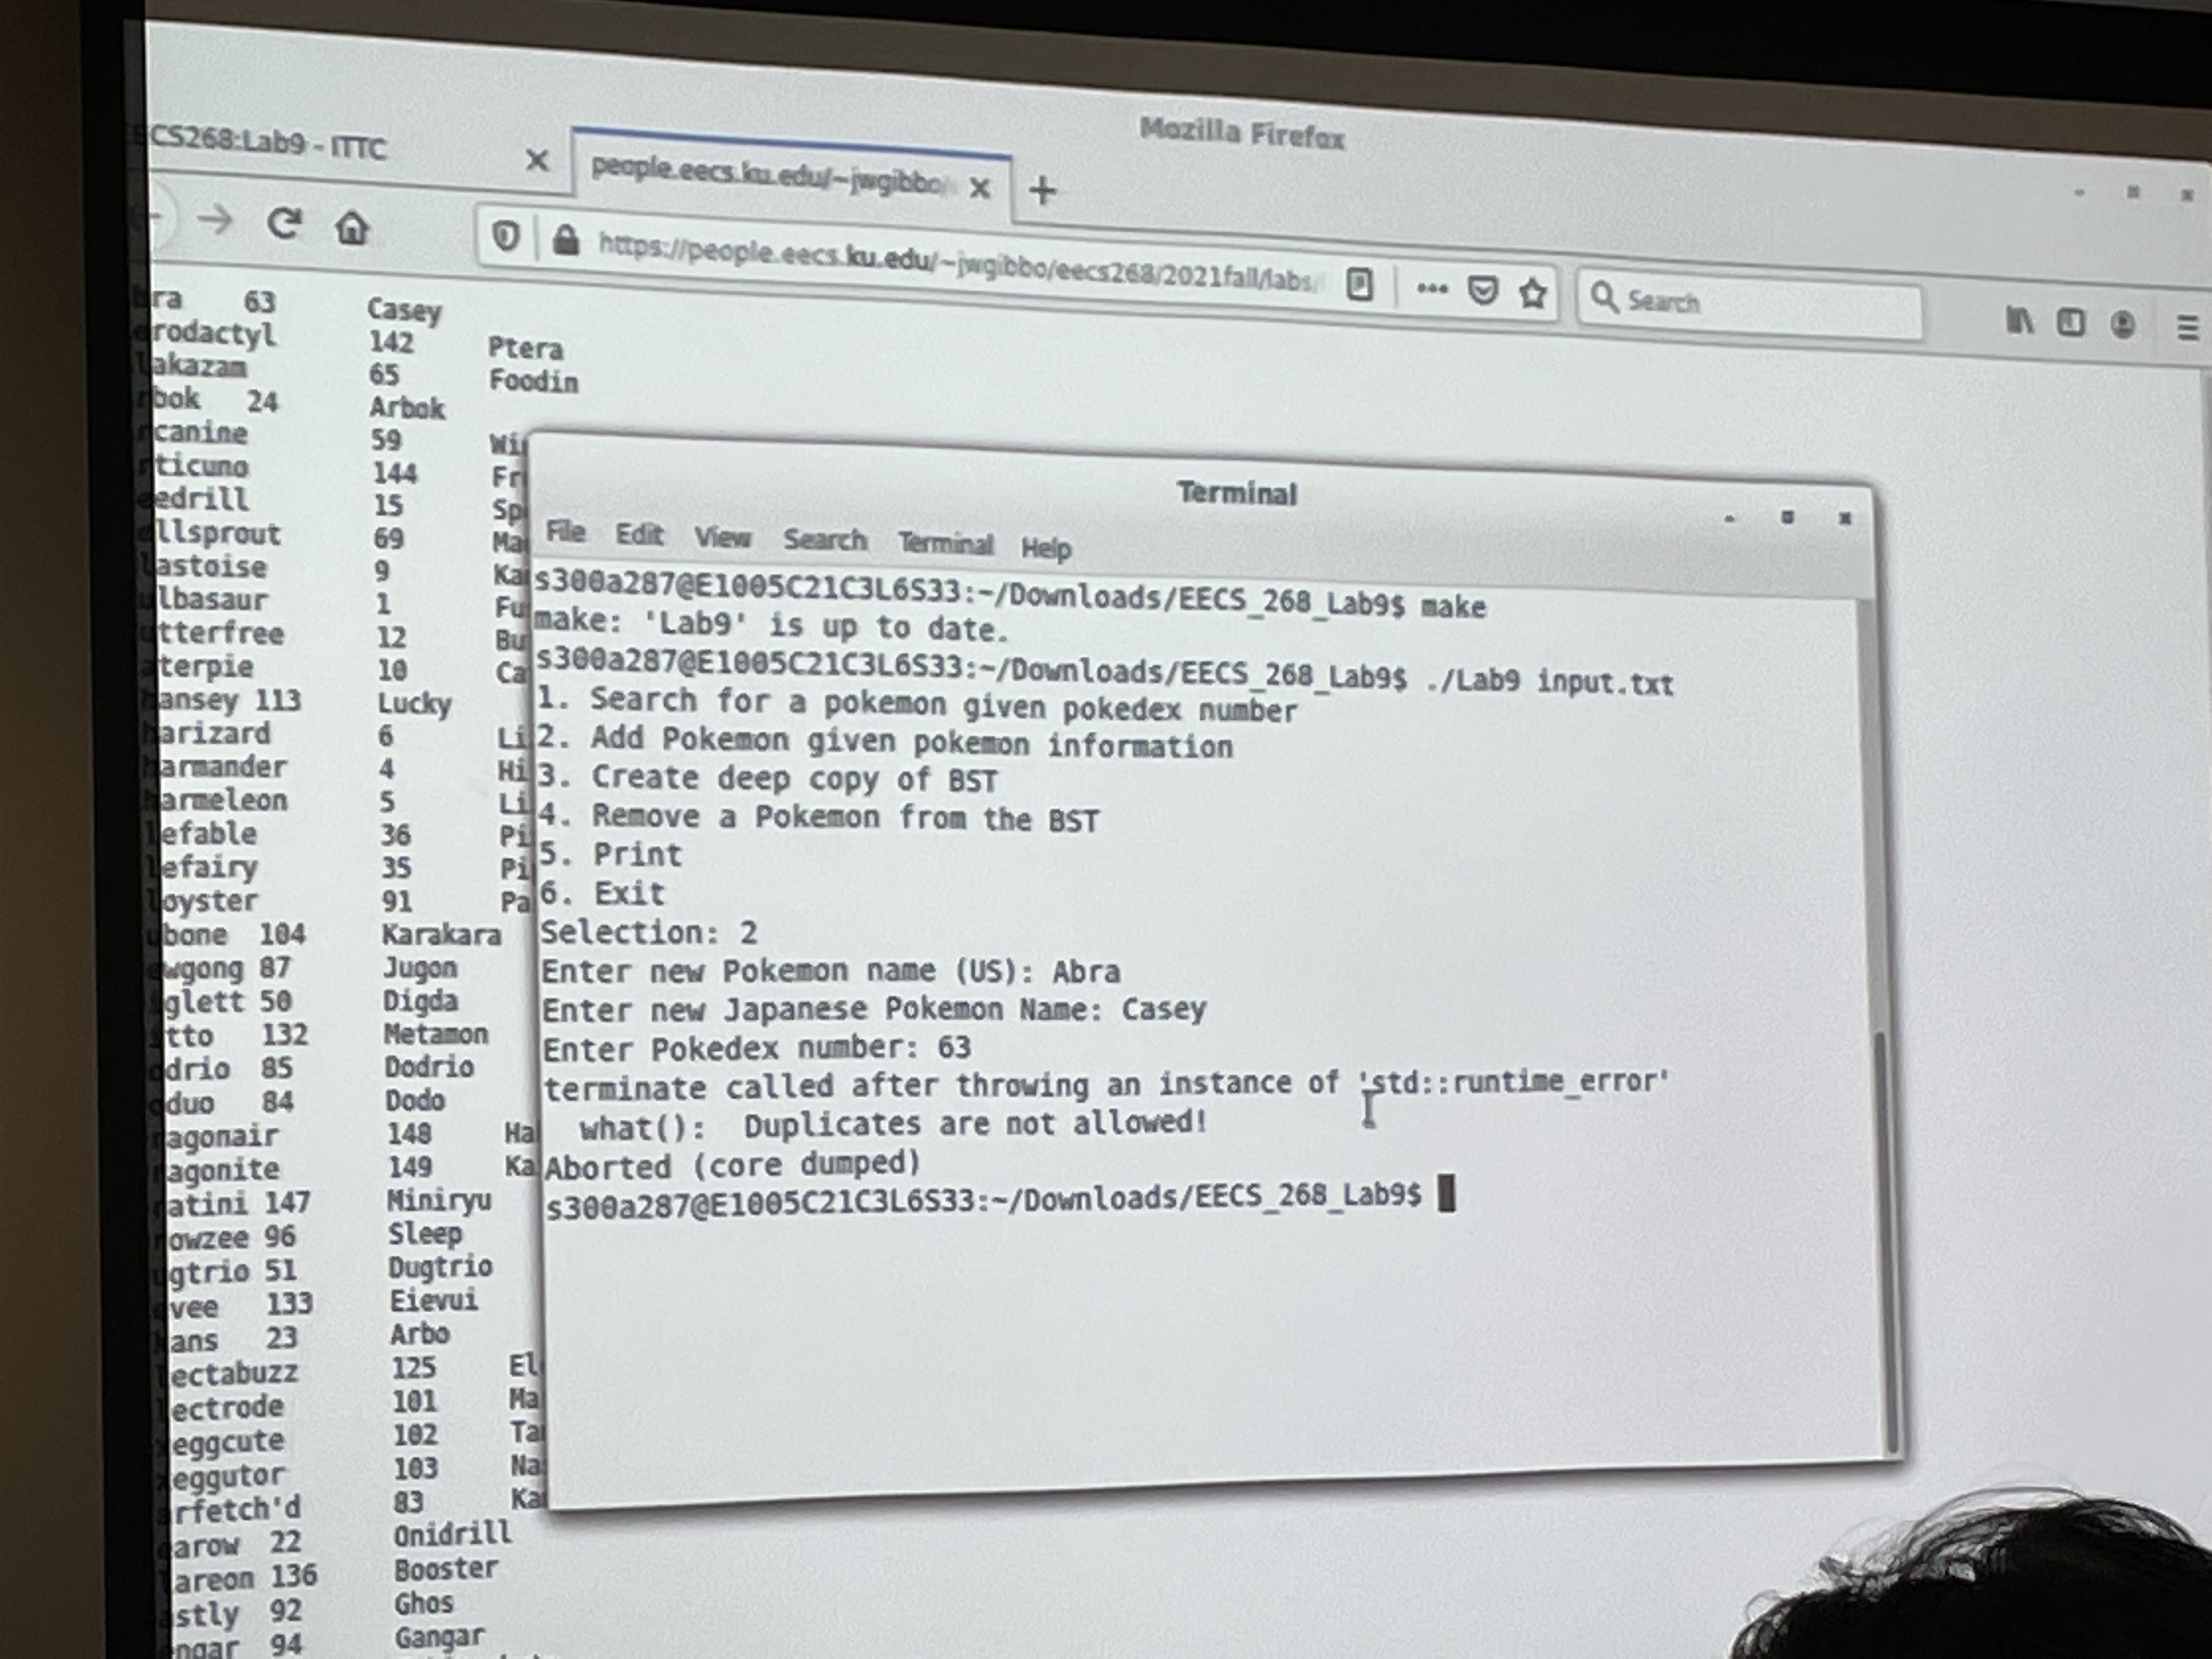 Mozilla Firefox
CS268:Lab9 - ITTC
people.eecs.ku.edu/~jwgibbo/
https://people.eecs.ku.edu/~jwgibbo/eecs268/2021fall/labs/
Search
ra 63 Casey
rodactyl 142 Ptera
akazam 65 Foodin
bok 24 Arbok
canine 59 Wi
ticuno 144 Fr
edrill 15 Sp
llsprout 69 Ma
astoise 9 Ka
lbasaur 1 Fu
tterfree 12 Bu
terpie 10 Ca
ansey 113 Lucky
arizard 6 Li
armander 4 Hi
armeleon 5 Li
efable 36 Pi
efairy 35 Pi
oyster 91 Pa
bone 104 Karakara
wgong 87 Jugon
glett 50 Digda
tto 132 Metamon
drio 85 Dodrio
duo 84 Dodo
agonair 148 Ha
agonite 149 Ka
atini 147 Miniryu
owzee 96 Sleep
gtrio 51 Dugtrio
vee 133 Eievui
ans 23 Arbo
ectabuzz 125 El
ectrode 101 Ma
eggcute 102 Ta
eggutor 103 Na
rfetch'd 83 Ka
arow 22 Onidrill
areon 136 Booster
stly 92 Ghos
ngar 94 Gangar
Terminal
File Edit View Search Terminal Help
s300a287@E1005C21C3L6S33:~/Downloads/EECS_268_Lab9$ make
make: 'Lab9' is up to date.
s300a287@E1005C21C3L6S33:~/Downloads/EECS_268_Lab9$ ./Lab9 input.txt
1. Search for a pokemon given pokedex number
2. Add Pokemon given pokemon information
3. Create deep copy of BST
4. Remove a Pokemon from the BST
5. Print
6. Exit
Selection: 2
Enter new Pokemon name (US): Abra
Enter new Japanese Pokemon Name: Casey
Enter Pokedex number: 63
terminate called after throwing an instance of 'std::runtime_error'
  what():  Duplicates are not allowed!
Aborted (core dumped)
s300a287@E1005C21C3L6S33:~/Downloads/EECS_268_Lab9$